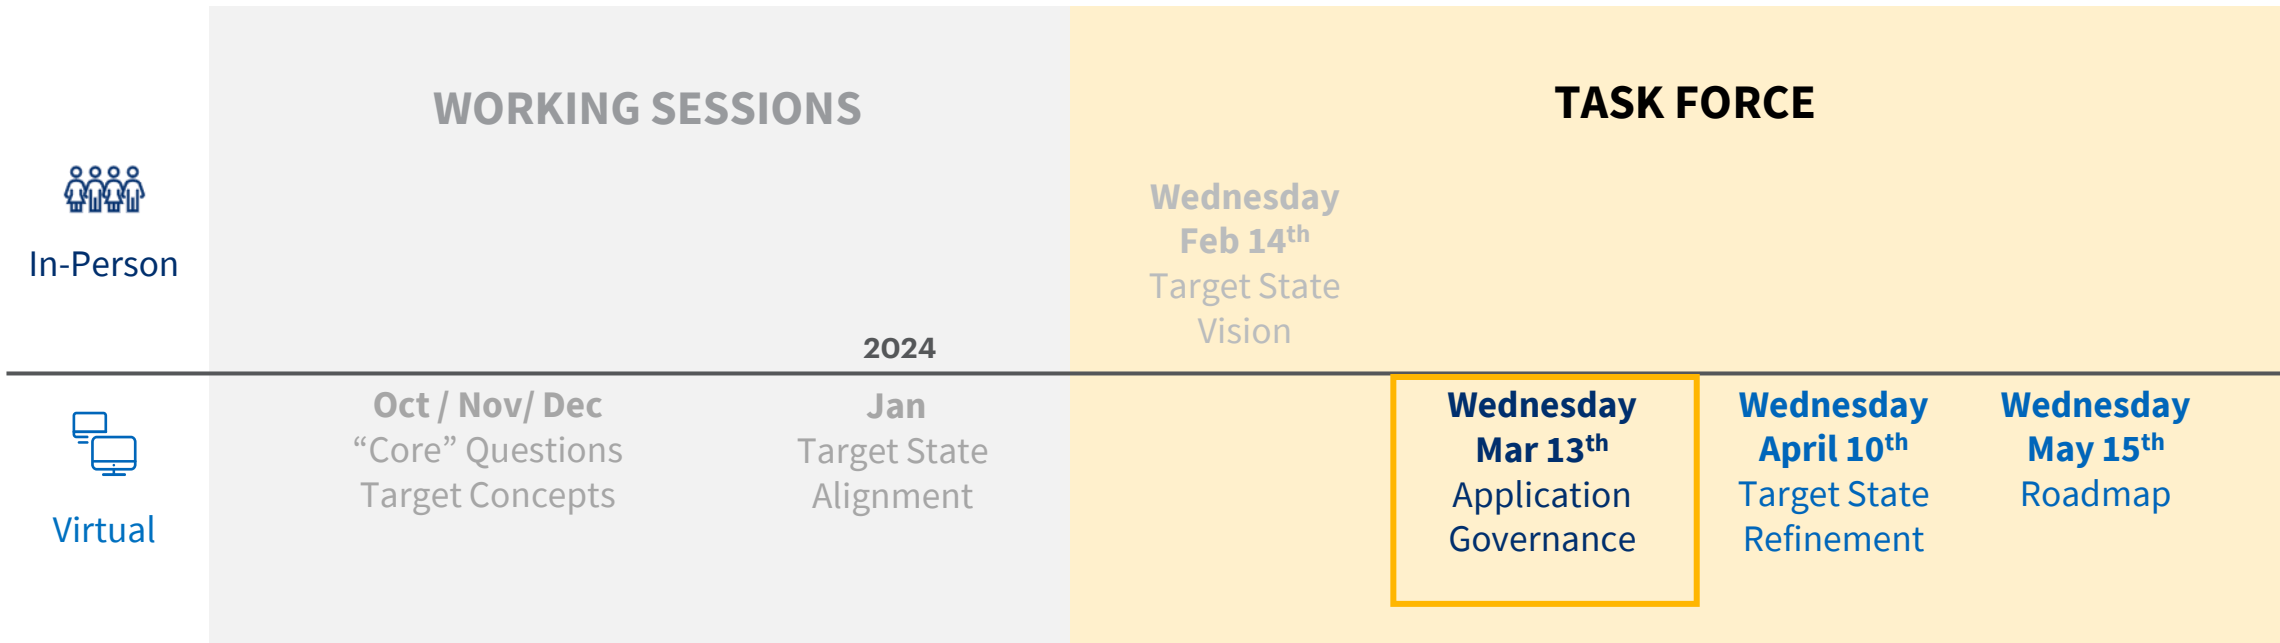 WORKING SESSIONS
TASK FORCE
In-Person
Wednesday
Feb 14th
Target State
Vision
2024
Virtual
Oct / Nov/ Dec
“Core” Questions
Target Concepts
Jan
Target State
Alignment
Wednesday
Mar 13th
Application
Governance
Wednesday
April 10th
Target State
Refinement
Wednesday
May 15th
Roadmap